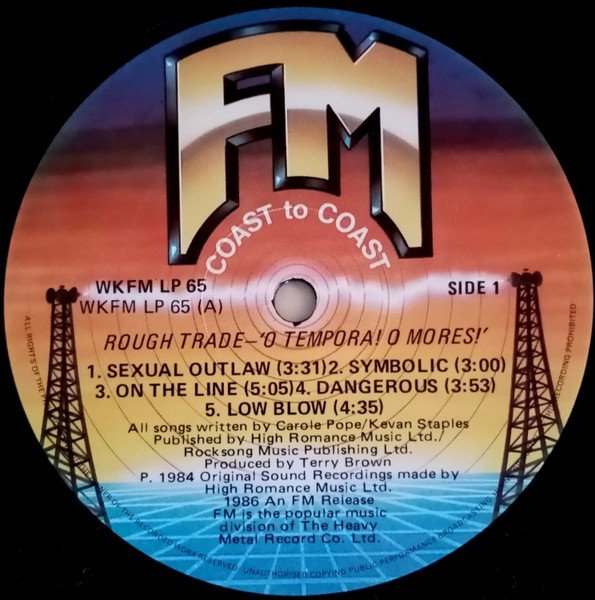 FM
COAST to COAST
WKFM LP 65
WKFM LP 65 (A)
SIDE 1
ROUGH TRADE–'O TEMPORA! O MORES!'
1. SEXUAL OUTLAW (3:31) 2. SYMBOLIC (3:00)
3. ON THE LINE (5:05) 4. DANGEROUS (3:53)
5. LOW BLOW (4:35)
All songs written by Carole Pope/Kevan Staples
Published by High Romance Music Ltd./
Rocksong Music Publishing Ltd.
Produced by Terry Brown
P. 1984 Original Sound Recordings made by
High Romance Music Ltd.
1986 An FM Release
FM is the popular music
division of The Heavy
Metal Record Co. Ltd.
ALL RIGHTS OF THE
OF THE RECORDED WORK RESERVED. UNAUTHORISED COPYING PUBLIC PERFORMANCE BROADCASTING
RECORDING PROHIBITED